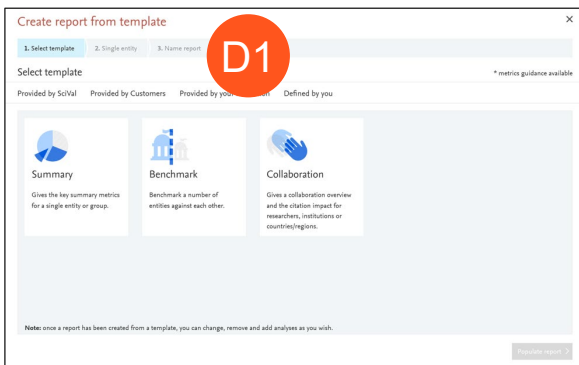 Create report from template
×
1. Select template 2. Single entity 3. Name report
D1
Select template
* metrics guidance available
Provided by SciVal Provided by Customers Provided by your Defined by you
Summary
Gives the key summary metrics
for a single entity or group.
Benchmark
Benchmark a number of
entities against each other.
Collaboration
Gives a collaboration overview
and the citation impact for
researchers, institutions or
countries/regions.
Note: once a report has been created from a template, you can change, remove and add analyses as you wish.
Populate report >